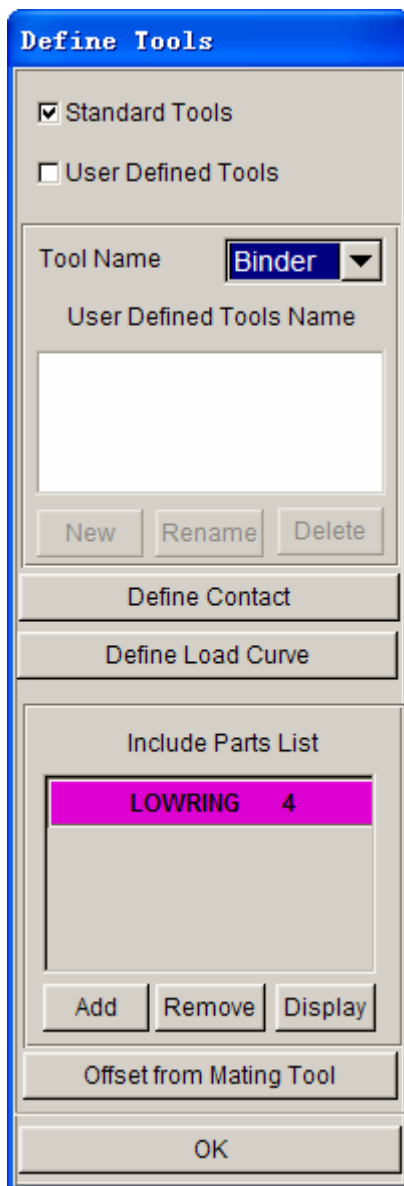 Define Tools
Standard Tools
User Defined Tools
Tool Name Binder
User Defined Tools Name
New Rename Delete
Define Contact
Define Load Curve
Include Parts List
LOWRING 4
Add Remove Display
Offset from Mating Tool
OK